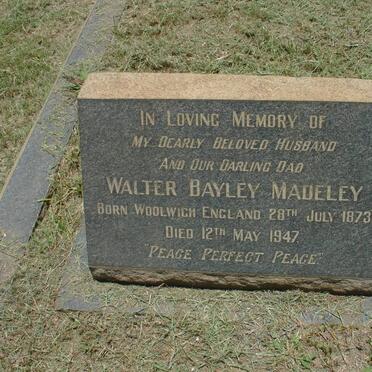 In Loving Memory of
My Dearly Beloved Husband
And Our Darling Dad
Walter Bayley Madeley
Born Woolwich England 28th July 1873
Died 12th May 1947
"Peace Perfect Peace"